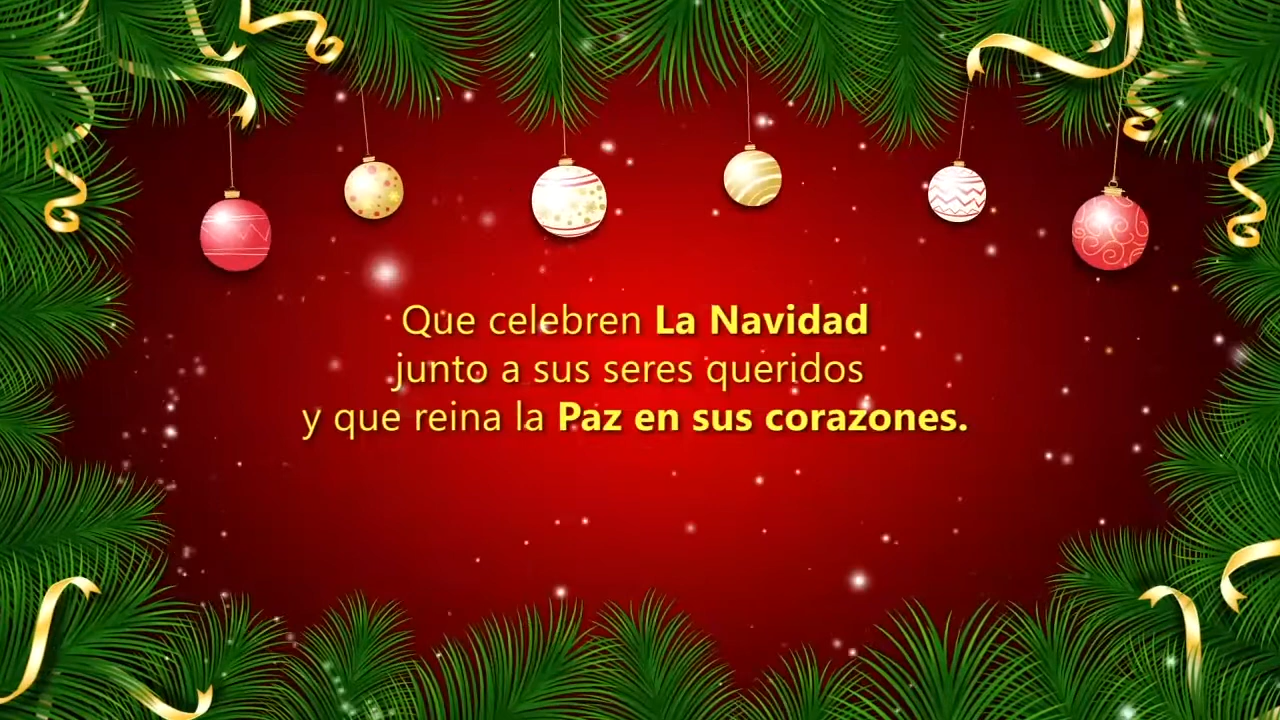 Que celebren La Navidad
junto a sus seres queridos
y que reina la Paz en sus corazones.